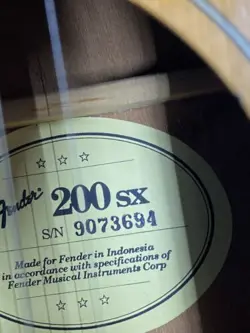 Fender
200 SX
S/N 9073694
Made for Fender in Indonesia
in accordance with specifications of
Fender Musical Instruments Corp